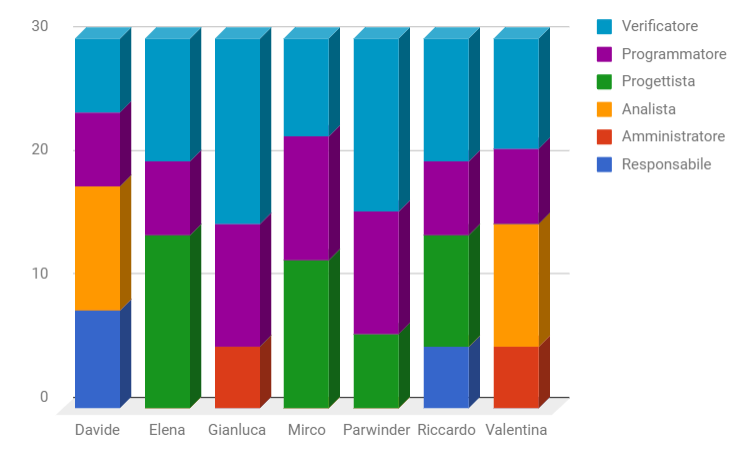 30
20
10
0
Davide Elena Gianluca Mirco Parwinder Riccardo Valentina
Verificatore
Programmatore
Progettista
Analista
Amministratore
Responsabile